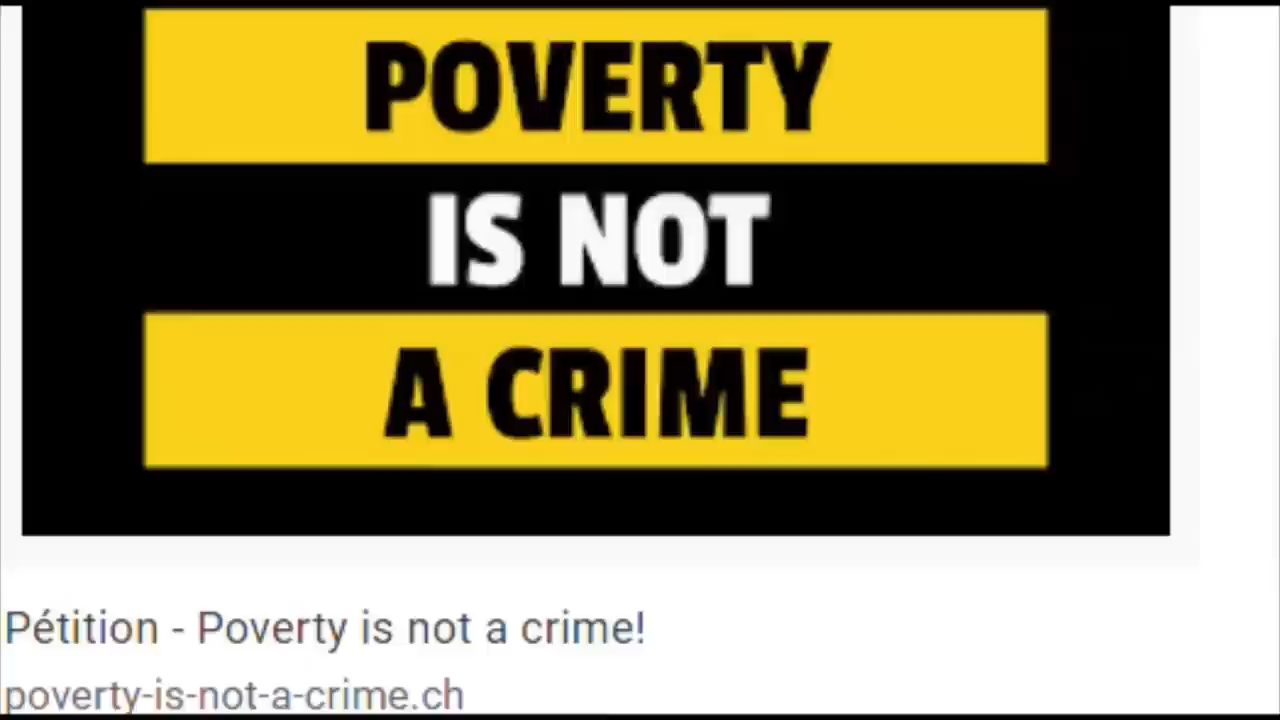 POVERTY
IS NOT
A CRIME
Pétition - Poverty is not a crime!
poverty-is-not-a-crime.ch